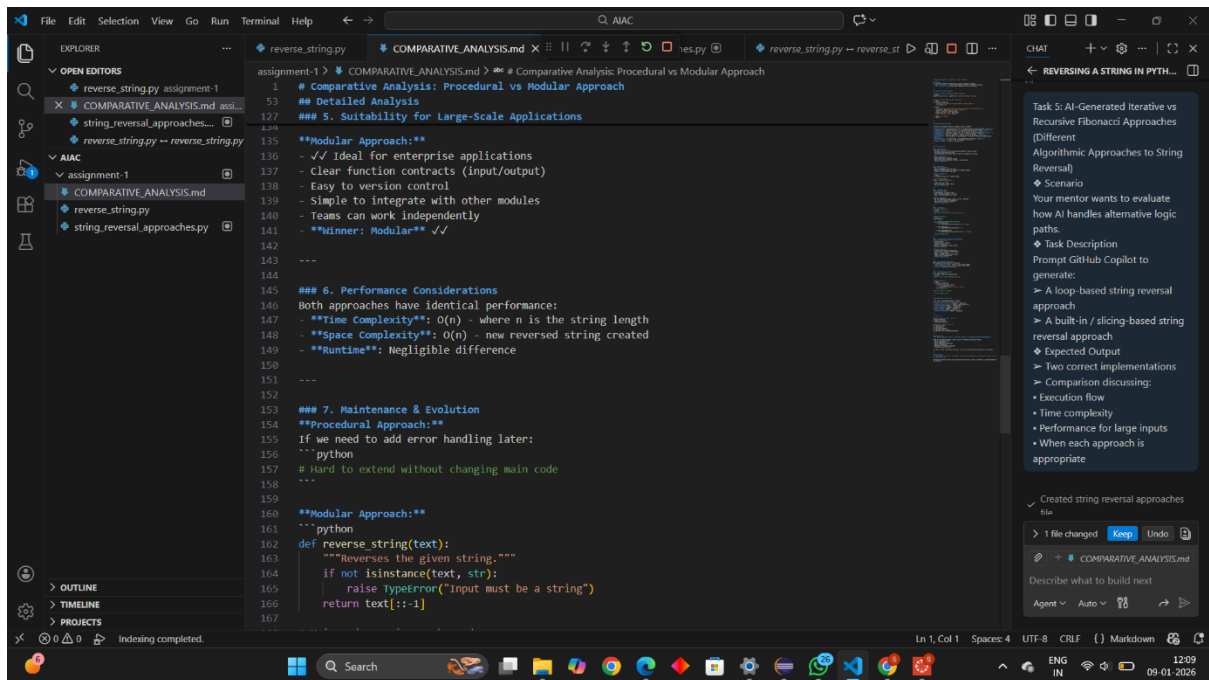 File Edit Selection View Go Run Terminal Help
AIAC
EXPLORER
OPEN EDITORS
reverse_string.py assignment-1
COMPARATIVE_ANALYSIS.md assi...
string_reversal_approaches....
reverse_string.py ↔ reverse_string.py
AIAC
assignment-1
COMPARATIVE_ANALYSIS.md
reverse_string.py
string_reversal_approaches.py
OUTLINE
TIMELINE
PROJECTS
reverse_string.py
COMPARATIVE_ANALYSIS.md
hes.py
reverse_string.py ↔ reverse_st
assignment-1 > COMPARATIVE_ANALYSIS.md > # Comparative Analysis: Procedural vs Modular Approach
1 # Comparative Analysis: Procedural vs Modular Approach
53 ## Detailed Analysis
127 ### 5. Suitability for Large-Scale Applications
134
135 **Modular Approach:**
136 - ✓✓ Ideal for enterprise applications
137 - Clear function contracts (input/output)
138 - Easy to version control
139 - Simple to integrate with other modules
140 - Teams can work independently
141 - **Winner: Modular** ✓✓
142
143 ---
144
145 ### 6. Performance Considerations
146 Both approaches have identical performance:
147 - **Time Complexity**: O(n) - where n is the string length
148 - **Space Complexity**: O(n) - new reversed string created
149 - **Runtime**: Negligible difference
150
151 ---
152
153 ### 7. Maintenance & Evolution
154 **Procedural Approach:**
155 If we need to add error handling later:
156 ```python
157 # Hard to extend without changing main code
158 ```
159
160 **Modular Approach:**
161 ```python
162 def reverse_string(text):
163 """Reverses the given string."""
164 if not isinstance(text, str):
165 raise TypeError("Input must be a string")
166 return text[::-1]
167
CHAT
REVERSING A STRING IN PYTH...
Task 5: AI-Generated Iterative vs
Recursive Fibonacci Approaches
(Different
Algorithmic Approaches to String
Reversal)
❖ Scenario
Your mentor wants to evaluate
how AI handles alternative logic
paths.
❖ Task Description
Prompt GitHub Copilot to
generate:
➢ A loop-based string reversal
approach
➢ A built-in / slicing-based string
reversal approach
❖ Expected Output
➢ Two correct implementations
➢ Comparison discussing:
• Execution flow
• Time complexity
• Performance for large inputs
• When each approach is
appropriate
Created string reversal approaches
file
1 file changed Keep Undo
COMPARATIVE_ANALYSIS.md
Describe what to build next
Agent Auto
0 0 Indexing completed.
Ln 1, Col 1 Spaces: 4 UTF-8 CRLF {} Markdown
6
Search
26
ENG
IN
12:09
09-01-2026